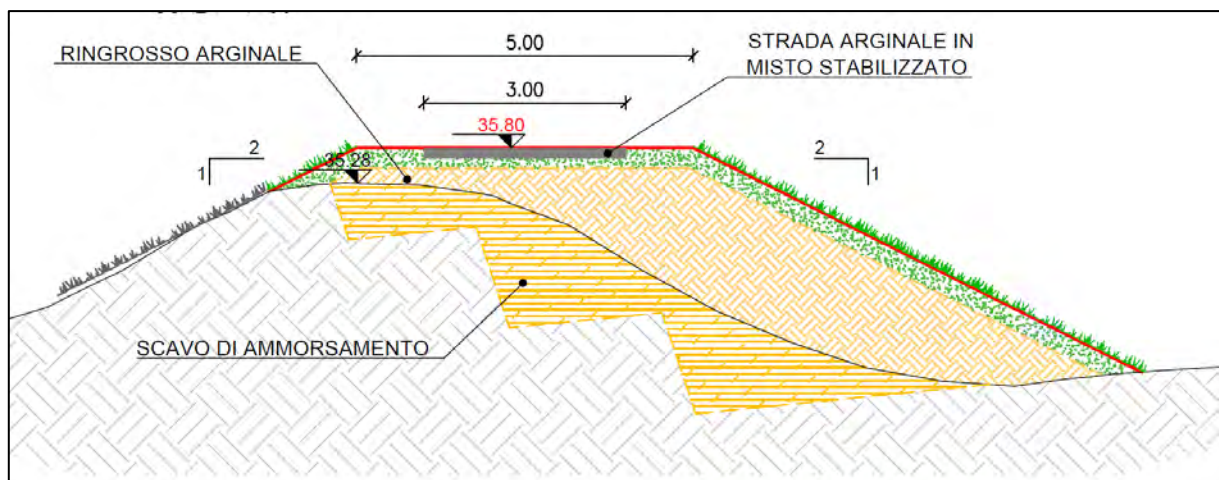 RINGROSSO ARGINALE
5.00
STRADA ARGINALE IN
MISTO STABILIZZATO
3.00
35.80
2
1
35.28
2
1
SCAVO DI AMMORSAMENTO